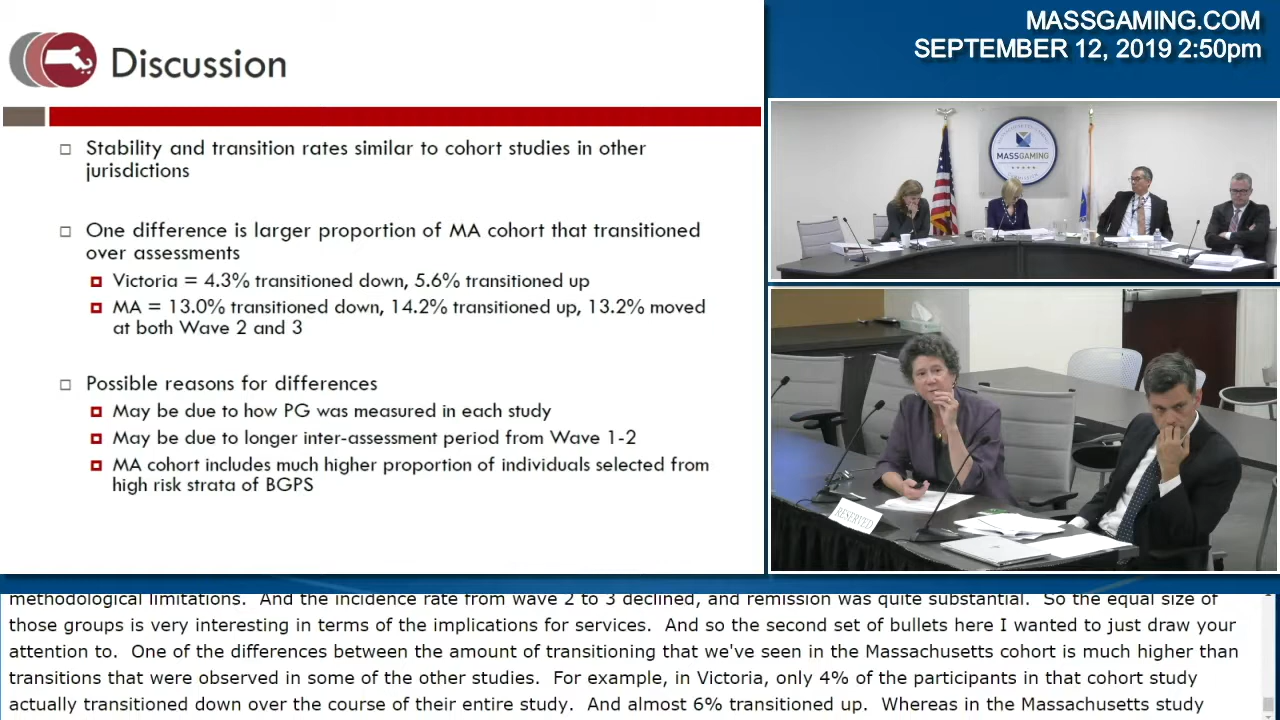 MASSGAMING.COM
SEPTEMBER 12, 2019 2:50pm
Discussion
Stability and transition rates similar to cohort studies in other
jurisdictions
One difference is larger proportion of MA cohort that transitioned
over assessments
Victoria = 4.3% transitioned down, 5.6% transitioned up
MA = 13.0% transitioned down, 14.2% transitioned up, 13.2% moved
at both Wave 2 and 3
Possible reasons for differences
May be due to how PG was measured in each study
May be due to longer inter-assessment period from Wave 1-2
MA cohort includes much higher proportion of individuals selected from
high risk strata of BGPS
MASSGAMING
RESERVED
methodological limitations. And the incidence rate from wave 2 to 3 declined, and remission was quite substantial. So the equal size of
those groups is very interesting in terms of the implications for services. And so the second set of bullets here I wanted to just draw your
attention to. One of the differences between the amount of transitioning that we've seen in the Massachusetts cohort is much higher than
transitions that were observed in some of the other studies. For example, in Victoria, only 4% of the participants in that cohort study
actually transitioned down over the course of their entire study. And almost 6% transitioned up. Whereas in the Massachusetts study